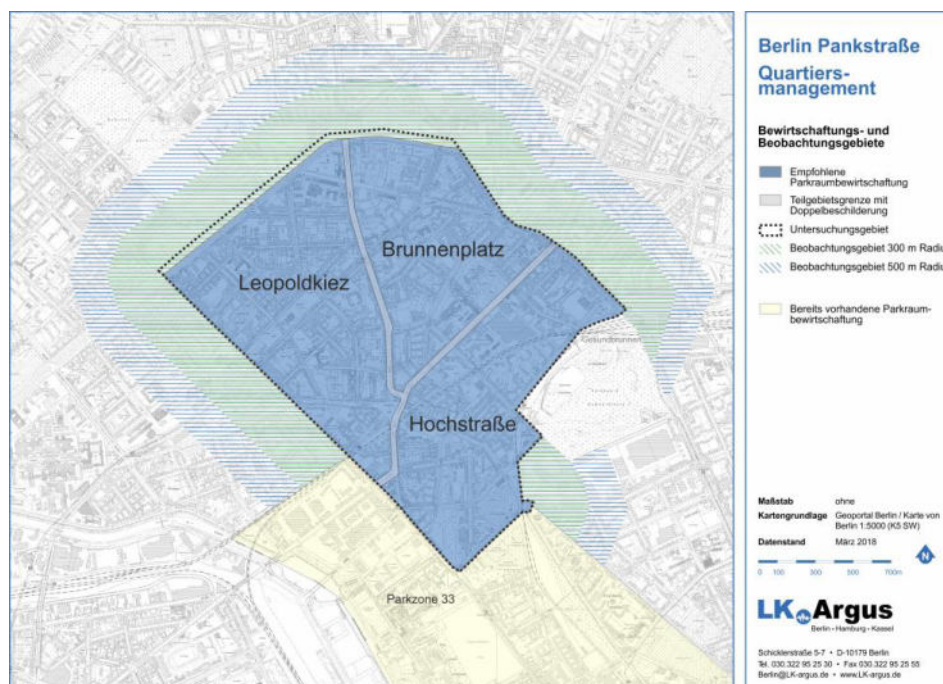 Berlin Pankstraße
Quartiers-
management
Bewirtschaftungs- und
Beobachtungsgebiete
Empfohlene
Parkraumbewirtschaftung
Teilgebietsgrenze mit
Doppelbeschilderung
Untersuchungsgebiet
Beobachtungsgebiet 300 m Radiu
Beobachtungsgebiet 500 m Radiu
Bereits vorhandene Parkraum-
bewirtschaftung
Brunnenplatz
Leopoldkiez
Gesundbrunnen
Hochstraße
Parkzone 33
Maßstab ohne
Kartengrundlage Geoportal Berlin / Karte von
Berlin 1:5000 (K5 SW)
Datenstand März 2018
N
0 100 300 500 700m
LK Argus
Berlin • Hamburg • Kassel
Schicklerstraße 5-7 • D-10179 Berlin
Tel. 030.322 95 25 30 • Fax 030.322 95 25 55
Berlin@LK-argus.de • www.LK-argus.de